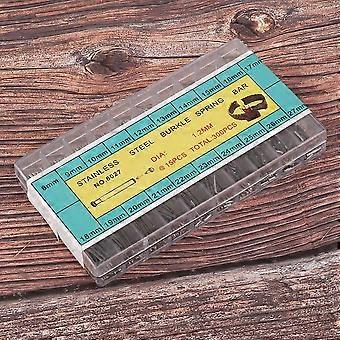 8mm 9mm 10mm 11mm 12mm 13mm 14mm 15mm 16mm 17mm
STAINLESS STEEL BURKLE SPRING BAR
NO.6027
DIA: 1.2MM
@15PCS TOTAL:300PCS
18mm 19mm 20mm 21mm 22mm 23mm 24mm 25mm 26mm 27mm